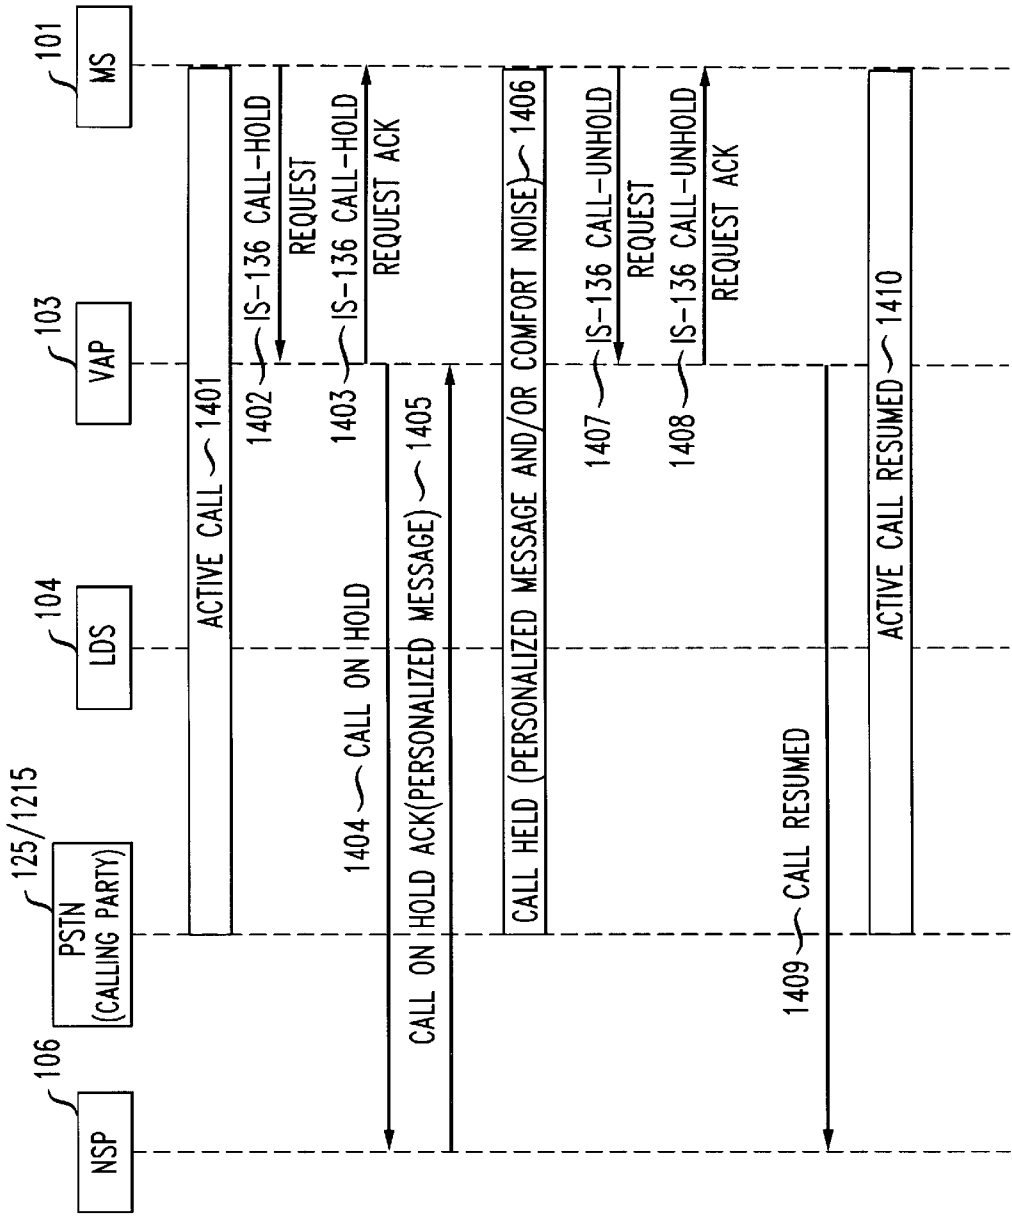 NSP
106
PSTN
(CALLING PARTY)
125/1215
LDS
104
VAP
103
MS
101
ACTIVE CALL 1401
1402 IS-136 CALL-HOLD
REQUEST
1403 IS-136 CALL-HOLD
REQUEST ACK
1404 CALL ON HOLD
CALL ON HOLD ACK(PERSONALIZED MESSAGE) 1405
CALL HELD (PERSONALIZED MESSAGE AND/OR COMFORT NOISE) 1406
1407 IS-136 CALL-UNHOLD
REQUEST
1408 IS-136 CALL-UNHOLD
REQUEST ACK
1409 CALL RESUMED
ACTIVE CALL RESUMED 1410